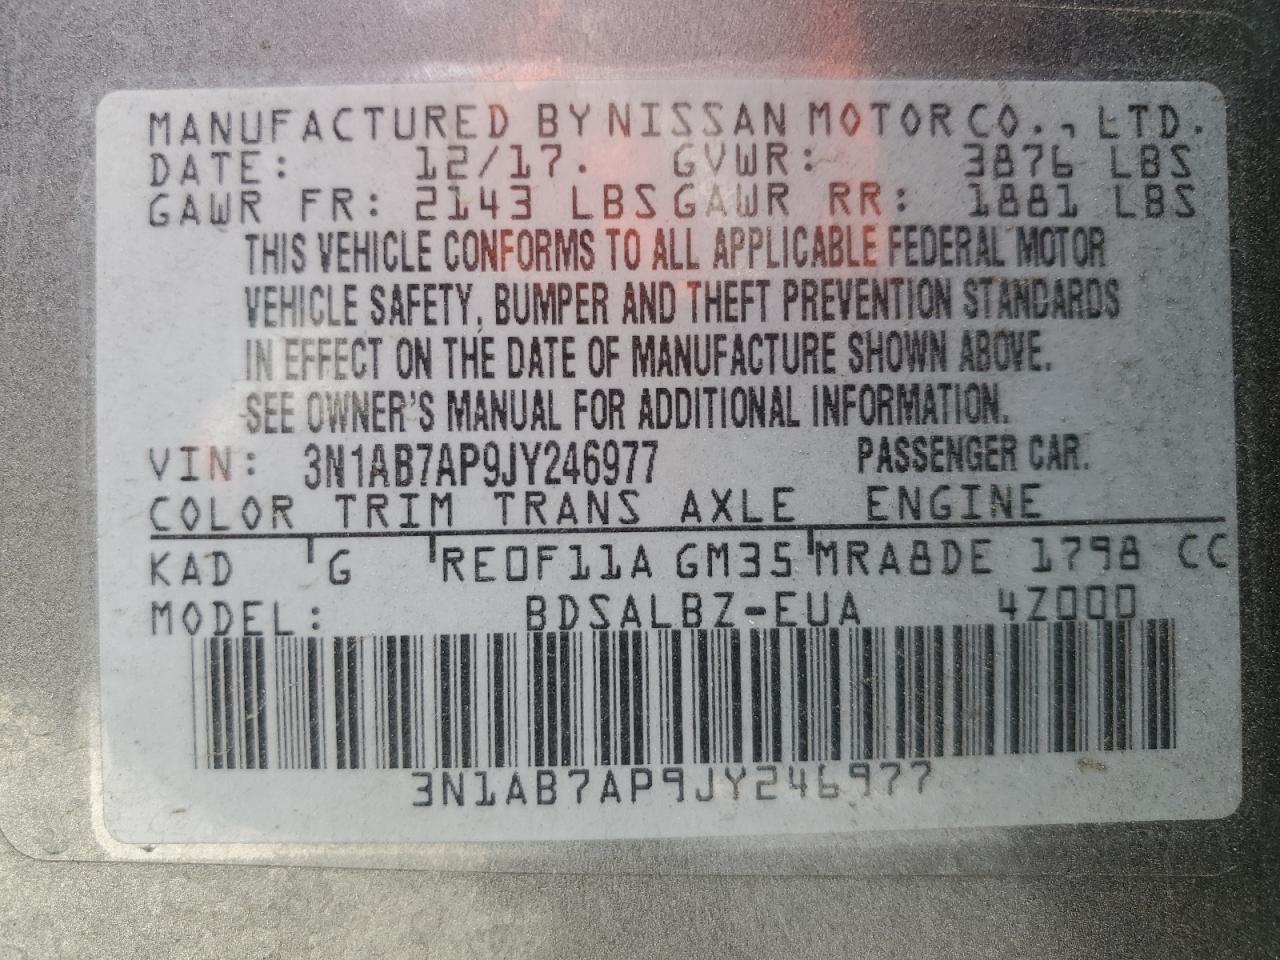 MANUFACTURED BY NISSAN MOTOR CO., LTD.
DATE: 12/17. GVWR: 3876 LBS
GAWR FR: 2143 LBS GAWR RR: 1881 LBS
THIS VEHICLE CONFORMS TO ALL APPLICABLE FEDERAL MOTOR
VEHICLE SAFETY, BUMPER AND THEFT PREVENTION STANDARDS
IN EFFECT ON THE DATE OF MANUFACTURE SHOWN ABOVE.
SEE OWNER'S MANUAL FOR ADDITIONAL INFORMATION.
VIN: 3N1AB7AP9JY246977 PASSENGER CAR.
COLOR TRIM TRANS AXLE ENGINE
KAD G RE0F11A GM35 MRA8DE 1798 CC
MODEL: BDSALBZ-EUA 4Z000
3N1AB7AP9JY246977